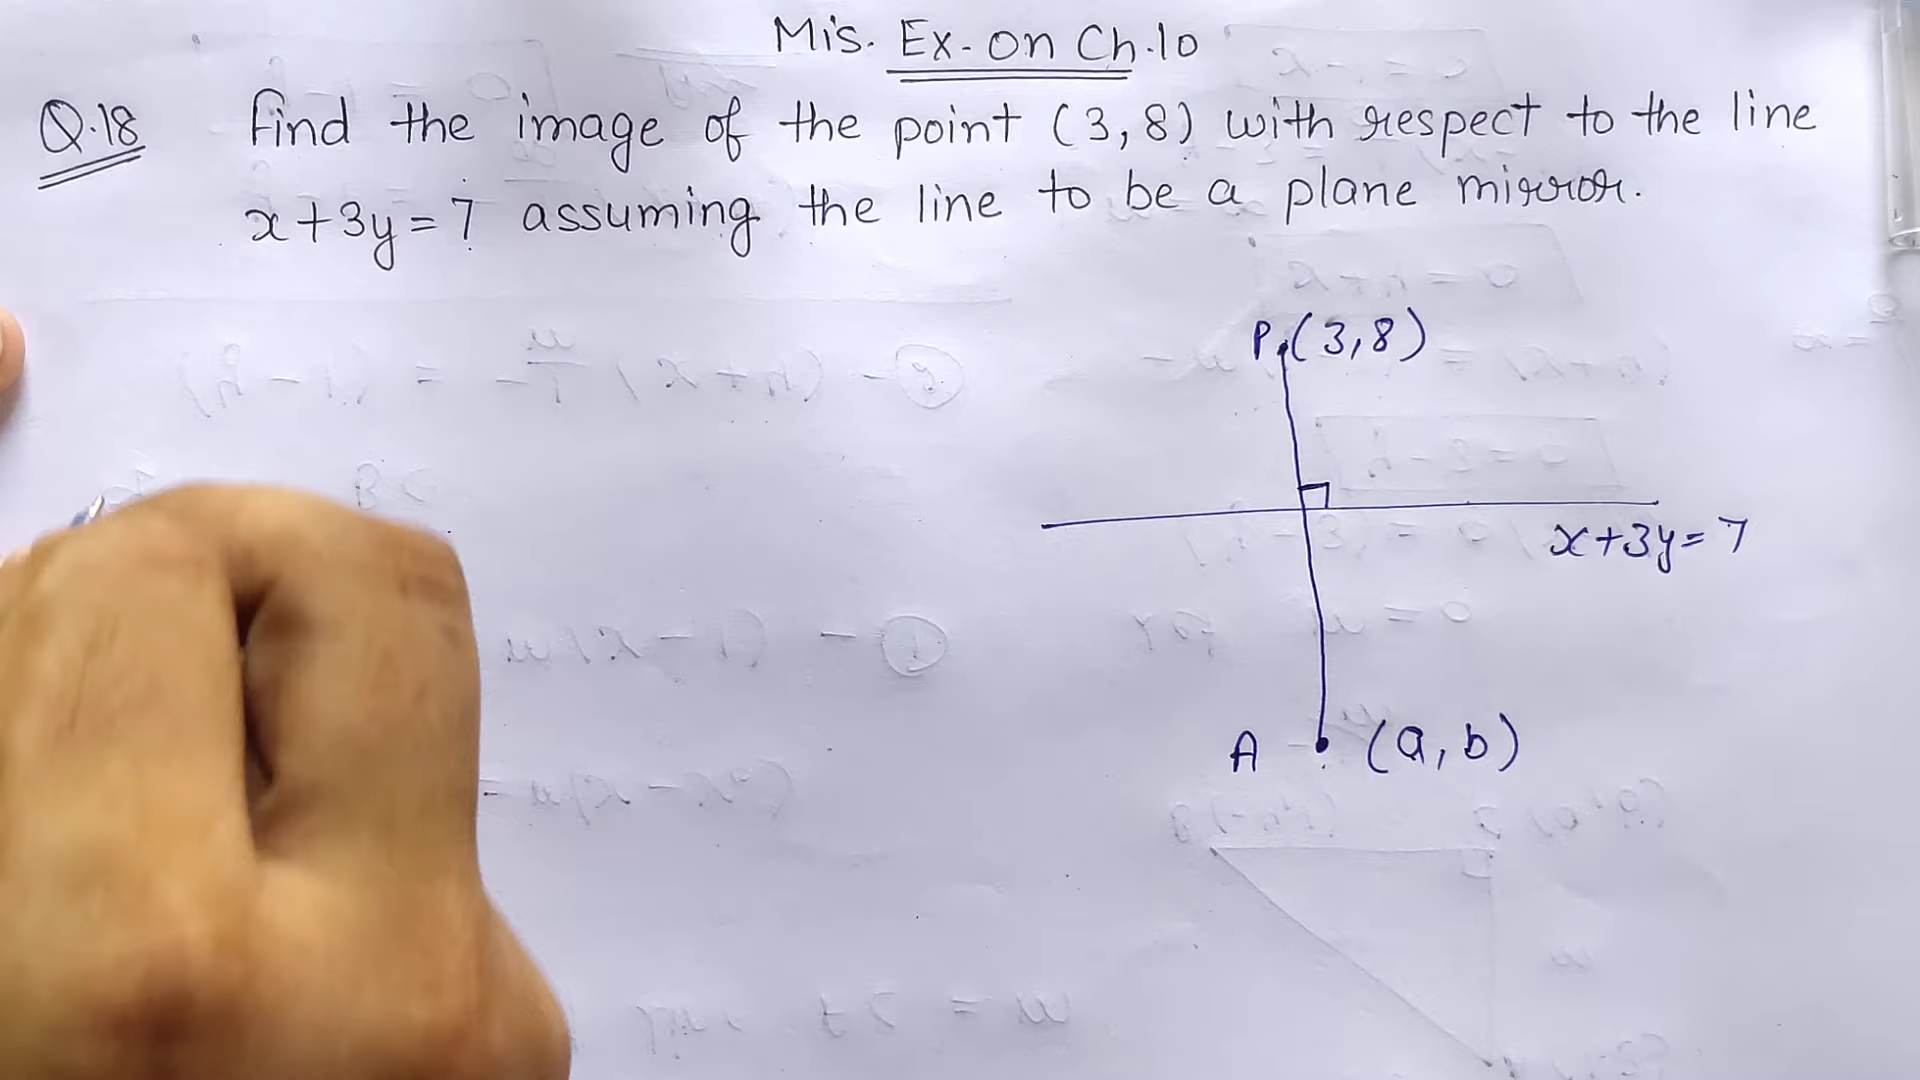 Mis. Ex-on Ch.10
Q.18 find the image of the point (3,8) with respect to the line
x+3y=7 assuming the line to be a plane mirror.
P (3,8)
x+3y=7
A (a,b)